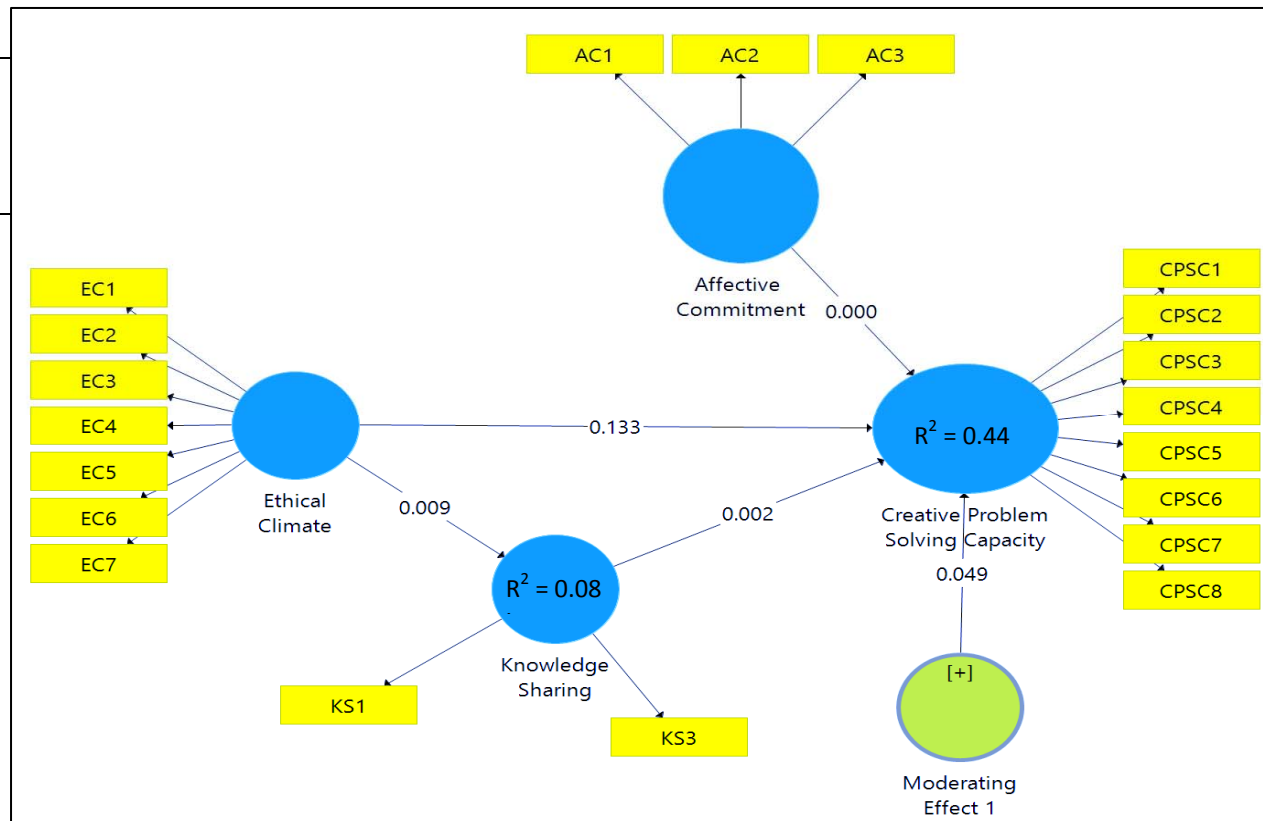 AC1
AC2
AC3
Affective
Commitment
0.000
EC1
EC2
EC3
EC4
EC5
EC6
EC7
Ethical
Climate
0.133
0.009
0.002
R² = 0.08
Knowledge
Sharing
KS1
KS3
R² = 0.44
Creative Problem
Solving Capacity
0.049
CPSC1
CPSC2
CPSC3
CPSC4
CPSC5
CPSC6
CPSC7
CPSC8
[+]
Moderating
Effect 1